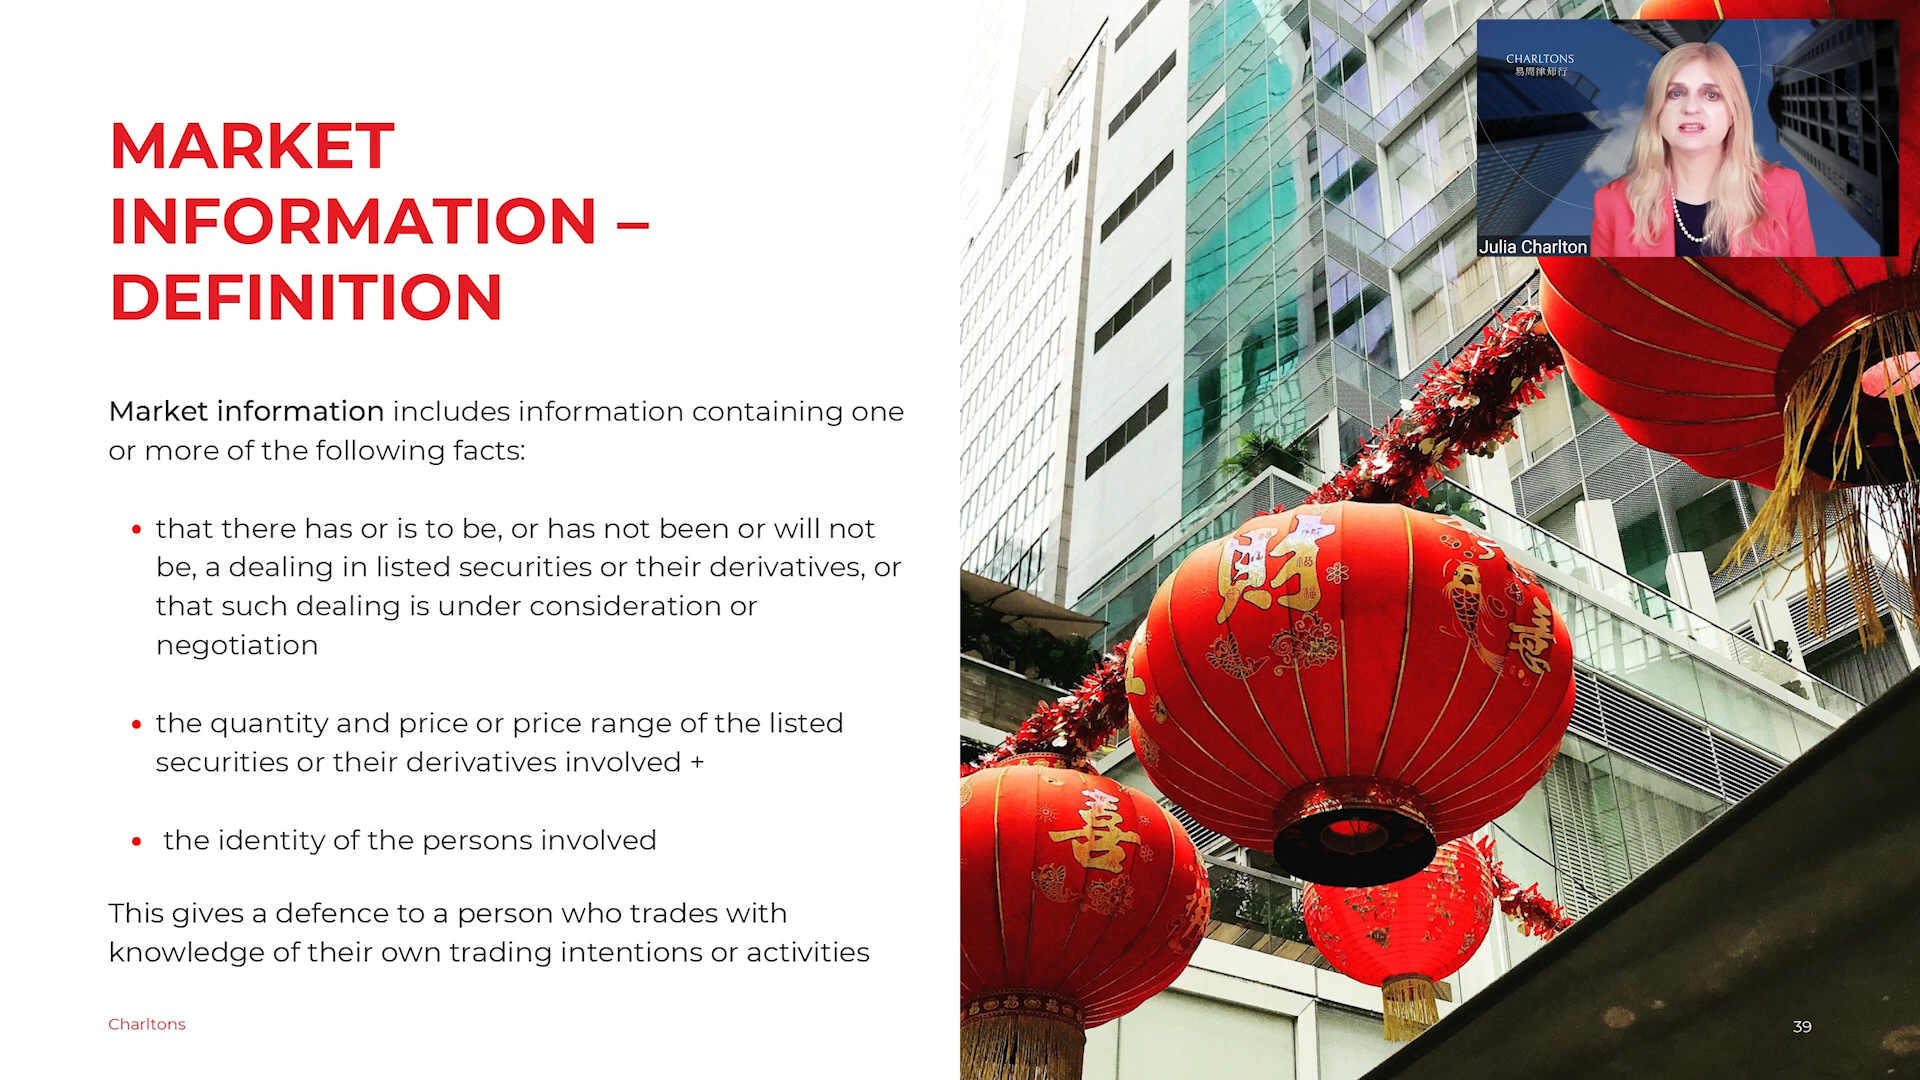 MARKET
INFORMATION –
DEFINITION
Market information includes information containing one
or more of the following facts:
• that there has or is to be, or has not been or will not
be, a dealing in listed securities or their derivatives, or
that such dealing is under consideration or
negotiation
• the quantity and price or price range of the listed
securities or their derivatives involved +
• the identity of the persons involved
This gives a defence to a person who trades with
knowledge of their own trading intentions or activities
Charltons
CHARLTONS
易周律师行
Julia Charlton
財
喜
39